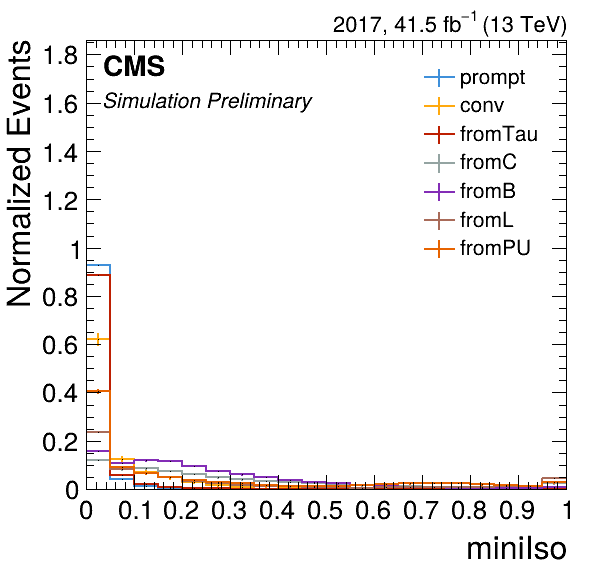 2017, 41.5 fb⁻¹ (13 TeV)
CMS
Simulation Preliminary
prompt
conv
fromTau
fromC
fromB
fromL
fromPU
Normalized Events
1.8
1.6
1.4
1.2
1
0.8
0.6
0.4
0.2
0
0 0.1 0.2 0.3 0.4 0.5 0.6 0.7 0.8 0.9 1
miniIso